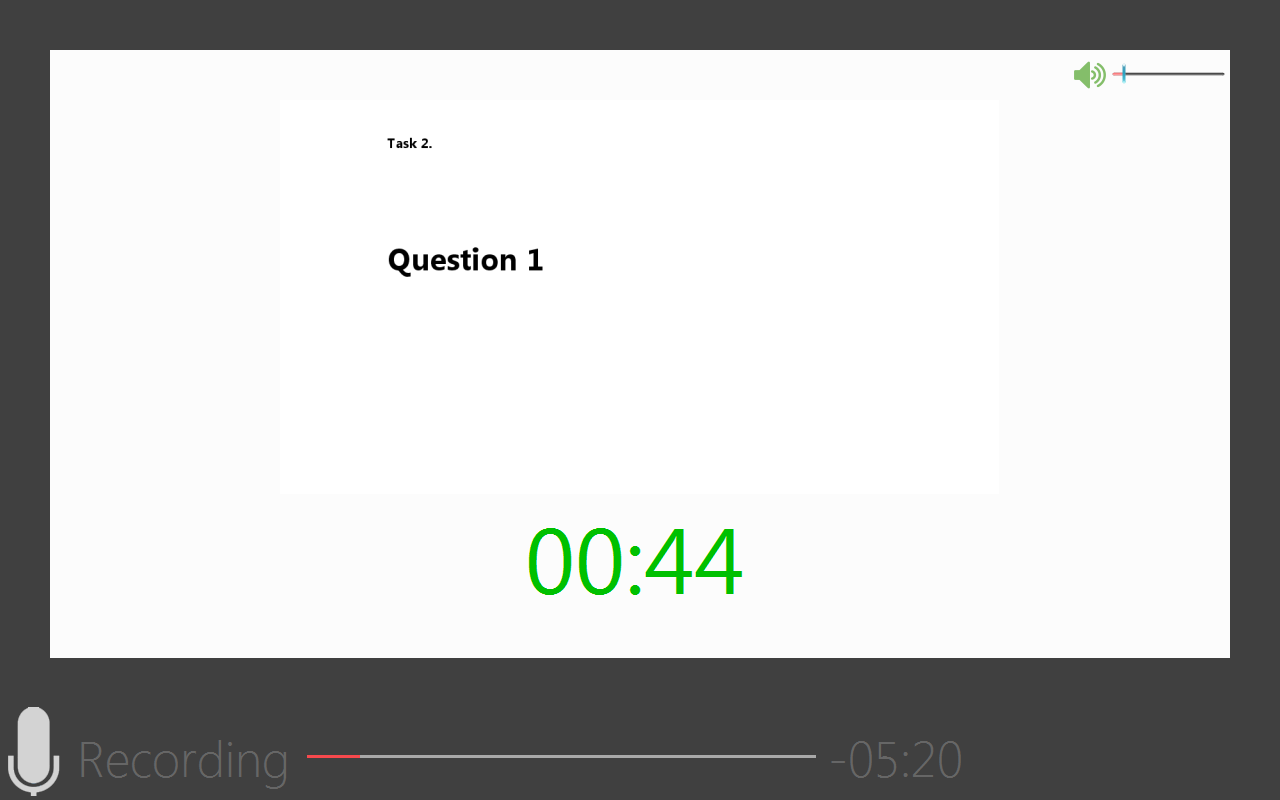 Task 2.
Question 1
00:44
Recording -05:20